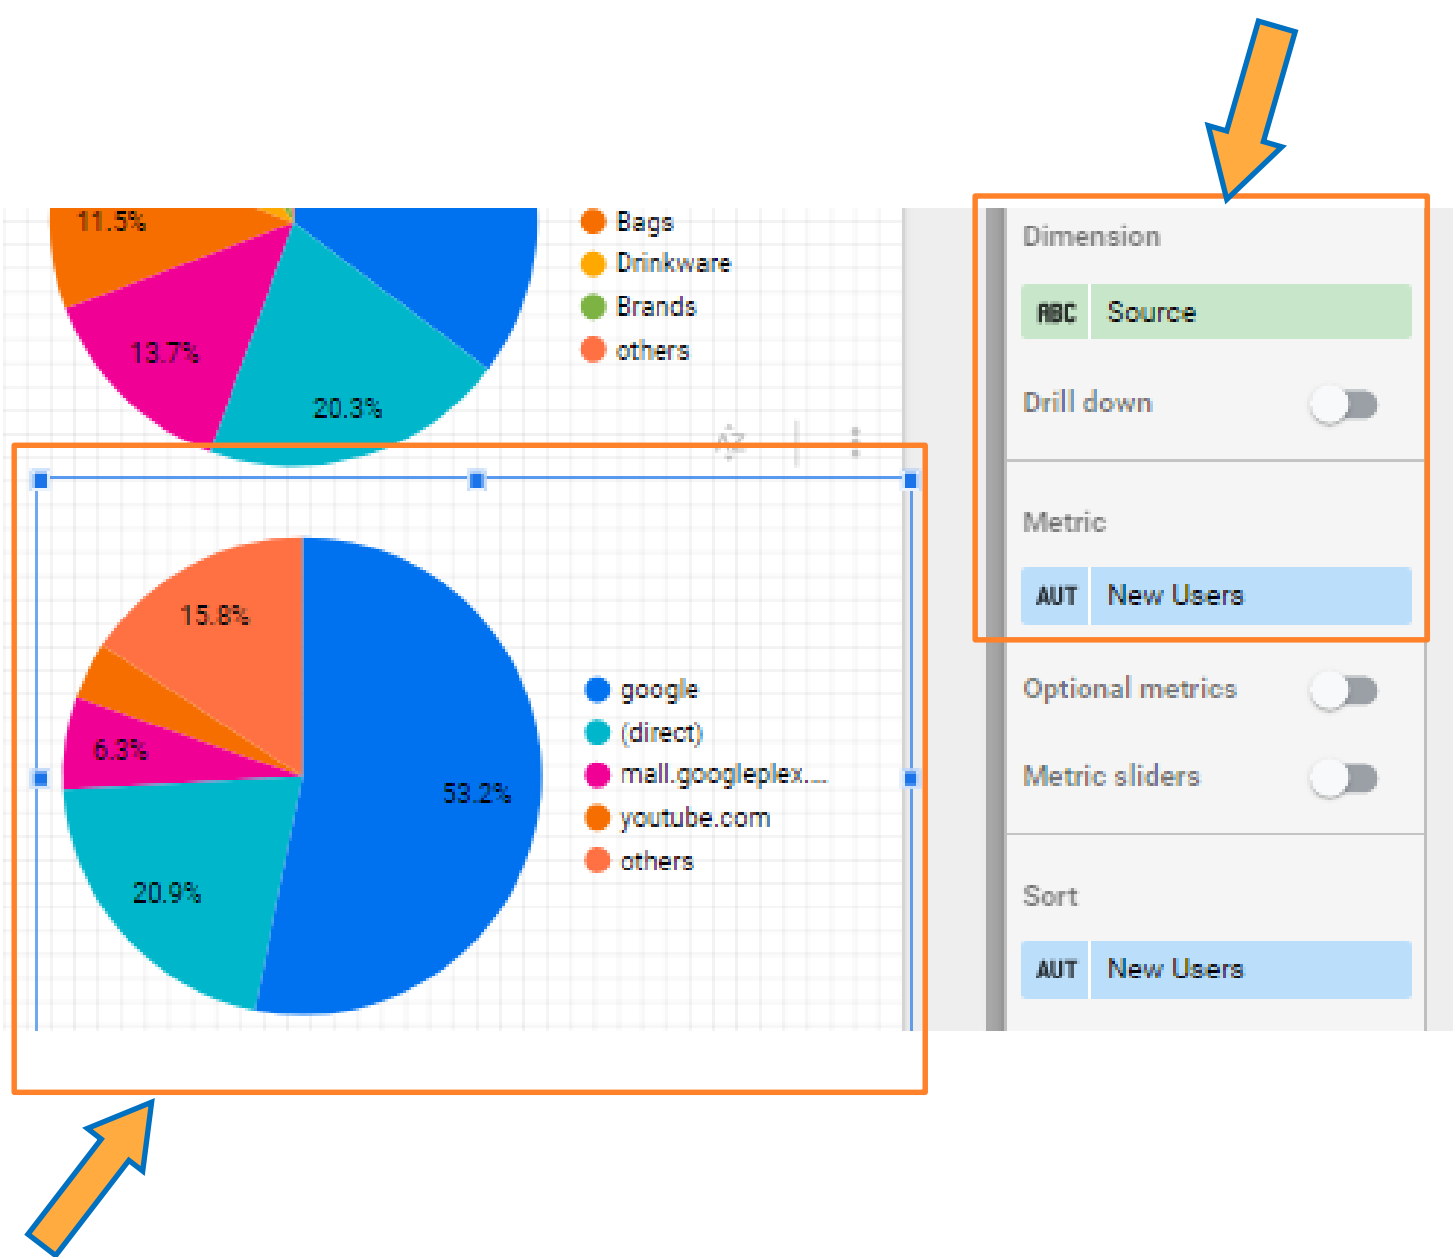 11.5%
13.7%
20.3%
Bags
Drinkware
Brands
others
AZ
15.8%
6.3%
53.2%
20.9%
google
(direct)
mall.googleplex....
youtube.com
others
Dimension
ABC Source
Drill down
Metric
AUT New Users
Optional metrics
Metric sliders
Sort
AUT New Users